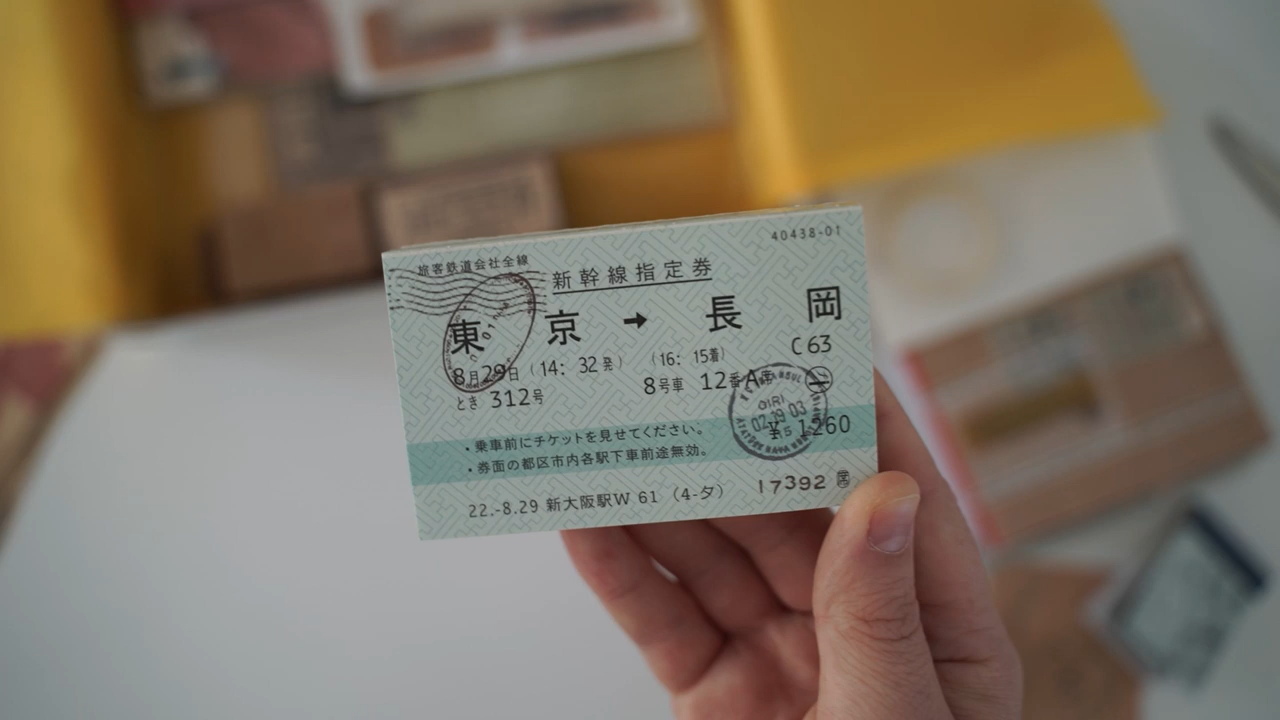 40438-01
旅客鉄道会社全線
新幹線指定券
東京 → 長岡
C63
8月29日 (14: 32発) (16: 15着)
とき 312号 8号車 12番A席
¥ 1260
・乗車前にチケットを見せてください。
・券面の都区市内各駅下車前途無効。
22.-8.29 新大阪駅W 61 (4-タ) 17392
QIRI
02.19 03